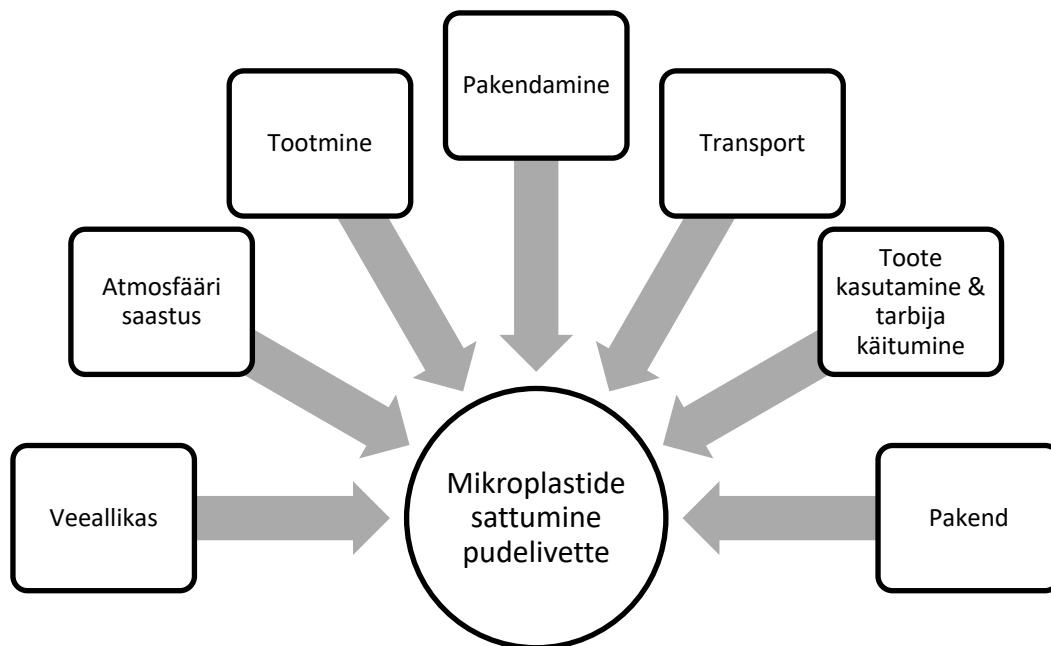 Pakendamine
Tootmine
Transport
Atmosfääri
saastus
Toote
kasutamine &
tarbija
käitumine
Veeallikas
Mikroplastide
sattumine
pudelivette
Pakend